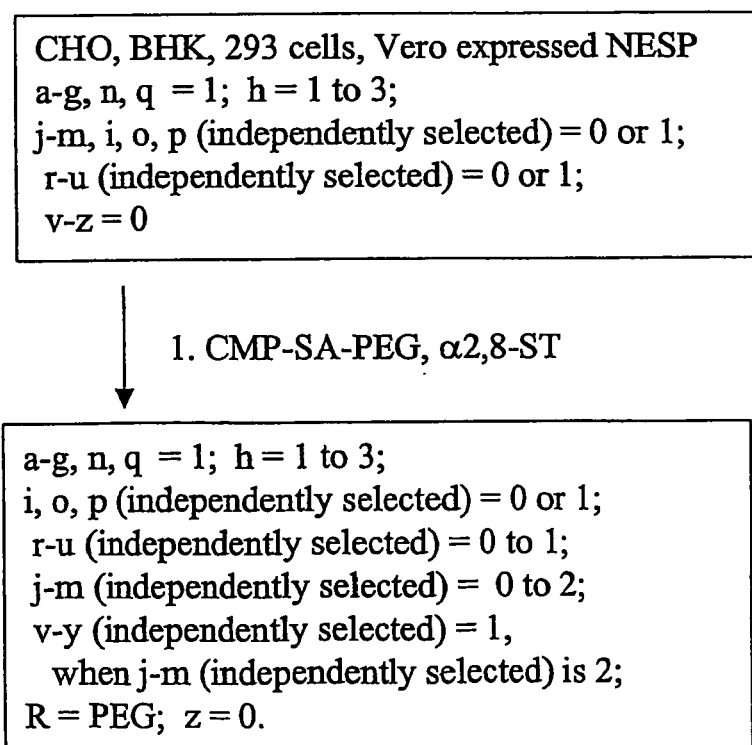 CHO, BHK, 293 cells, Vero expressed NESP
a-g, n, q = 1; h = 1 to 3;
j-m, i, o, p (independently selected) = 0 or 1;
r-u (independently selected) = 0 or 1;
v-z = 0
1. CMP-SA-PEG, α2,8-ST
a-g, n, q = 1; h = 1 to 3;
i, o, p (independently selected) = 0 or 1;
r-u (independently selected) = 0 to 1;
j-m (independently selected) = 0 to 2;
v-y (independently selected) = 1,
when j-m (independently selected) is 2;
R = PEG; z = 0.